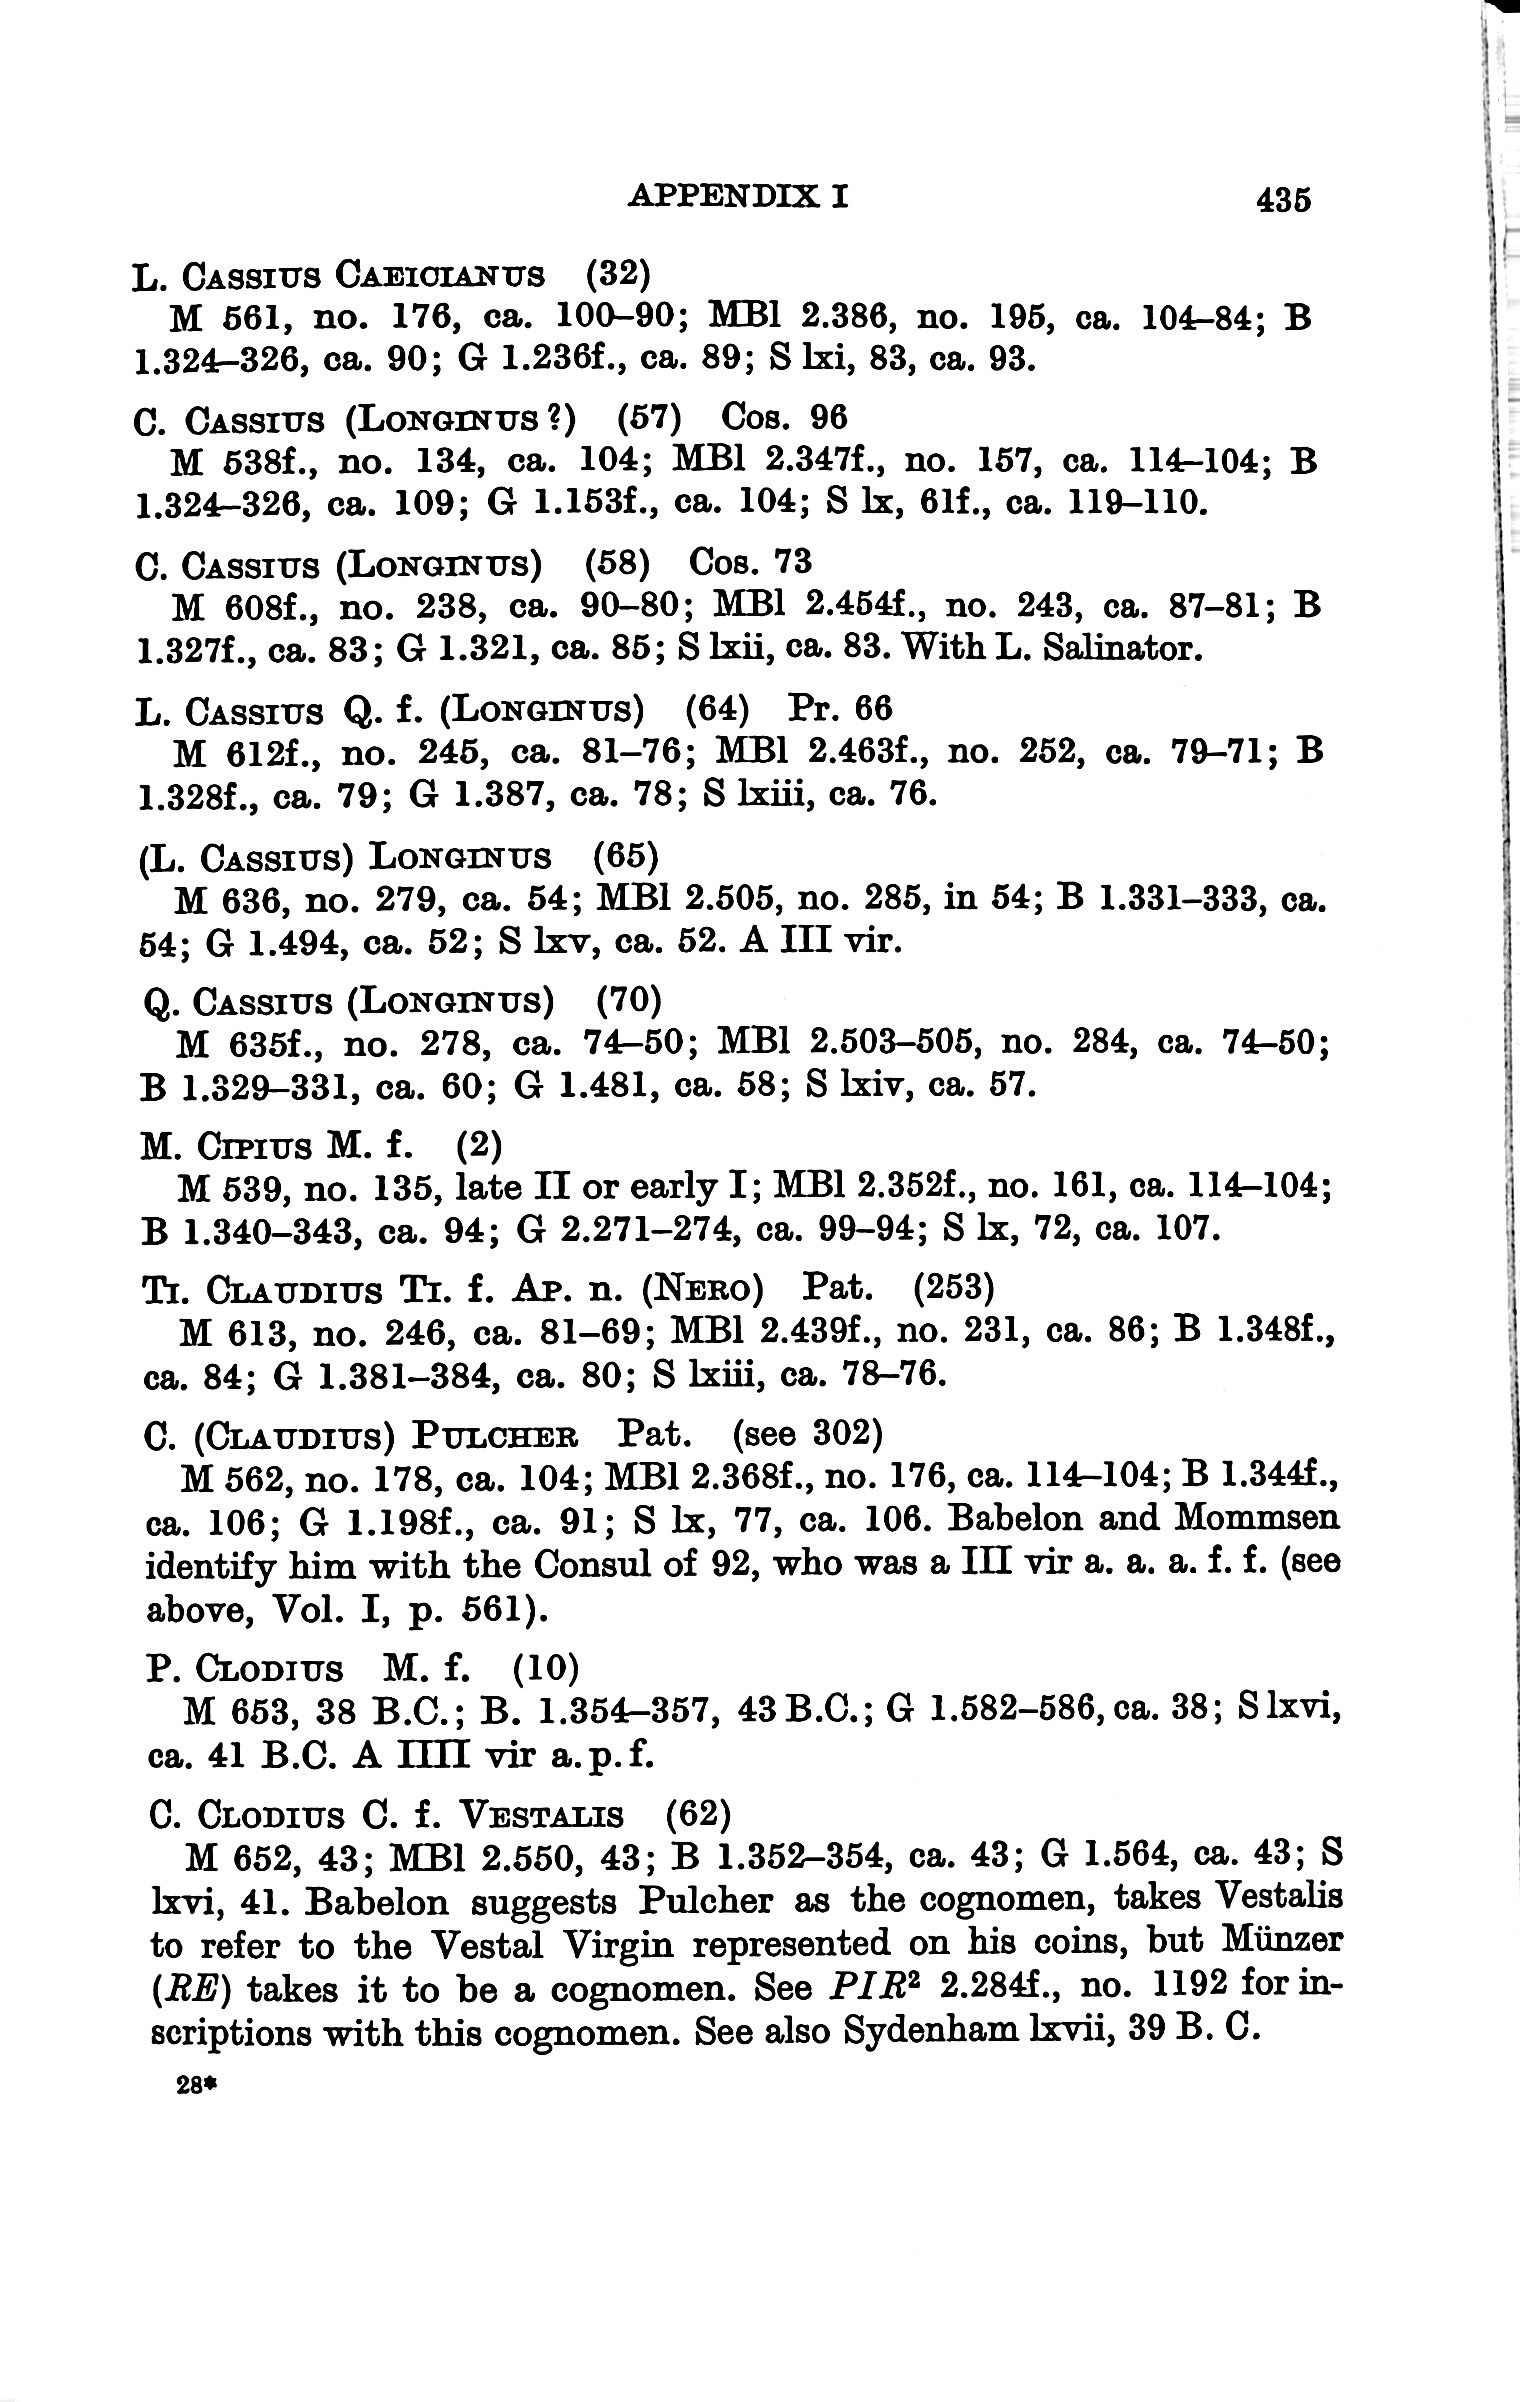 APPENDIX I 435
L. CASSIUS CAEICIANUS (32)
M 561, no. 176, ca. 100–90; MBl 2.386, no. 195, ca. 104–84; B
1.324–326, ca. 90; G 1.236f., ca. 89; S lxi, 83, ca. 93.
C. CASSIUS (LONGINUS?) (57) Cos. 96
M 538f., no. 134, ca. 104; MBl 2.347f., no. 157, ca. 114–104; B
1.324–326, ca. 109; G 1.153f., ca. 104; S lx, 61f., ca. 119–110.
C. CASSIUS (LONGINUS) (58) Cos. 73
M 608f., no. 238, ca. 90–80; MBl 2.454f., no. 243, ca. 87–81; B
1.327f., ca. 83; G 1.321, ca. 85; S lxii, ca. 83. With L. Salinator.
L. CASSIUS Q. f. (LONGINUS) (64) Pr. 66
M 612f., no. 245, ca. 81–76; MBl 2.463f., no. 252, ca. 79–71; B
1.328f., ca. 79; G 1.387, ca. 78; S lxiii, ca. 76.
(L. CASSIUS) LONGINUS (65)
M 636, no. 279, ca. 54; MBl 2.505, no. 285, in 54; B 1.331–333, ca.
54; G 1.494, ca. 52; S lxv, ca. 52. A III vir.
Q. CASSIUS (LONGINUS) (70)
M 635f., no. 278, ca. 74–50; MBl 2.503–505, no. 284, ca. 74–50;
B 1.329–331, ca. 60; G 1.481, ca. 58; S lxiv, ca. 57.
M. CIPIUS M. f. (2)
M 539, no. 135, late II or early I; MBl 2.352f., no. 161, ca. 114–104;
B 1.340–343, ca. 94; G 2.271–274, ca. 99–94; S lx, 72, ca. 107.
TI. CLAUDIUS TI. f. AP. n. (NERO) Pat. (253)
M 613, no. 246, ca. 81–69; MBl 2.439f., no. 231, ca. 86; B 1.348f.,
ca. 84; G 1.381–384, ca. 80; S lxiii, ca. 78–76.
C. (CLAUDIUS) PULCHER Pat. (see 302)
M 562, no. 178, ca. 104; MBl 2.368f., no. 176, ca. 114–104; B 1.344f.,
ca. 106; G 1.198f., ca. 91; S lx, 77, ca. 106. Babelon and Mommsen
identify him with the Consul of 92, who was a III vir a. a. a. f. f. (see
above, Vol. I, p. 561).
P. CLODIUS M. f. (10)
M 653, 38 B.C.; B. 1.354–357, 43 B.C.; G 1.582–586, ca. 38; S lxvi,
ca. 41 B.C. A IIII vir a. p. f.
C. CLODIUS C. f. VESTALIS (62)
M 652, 43; MBl 2.550, 43; B 1.352–354, ca. 43; G 1.564, ca. 43; S
lxvi, 41. Babelon suggests Pulcher as the cognomen, takes Vestalis
to refer to the Vestal Virgin represented on his coins, but Münzer
(RE) takes it to be a cognomen. See PIR² 2.284f., no. 1192 for in-
scriptions with this cognomen. See also Sydenham lxvii, 39 B. C.
28*